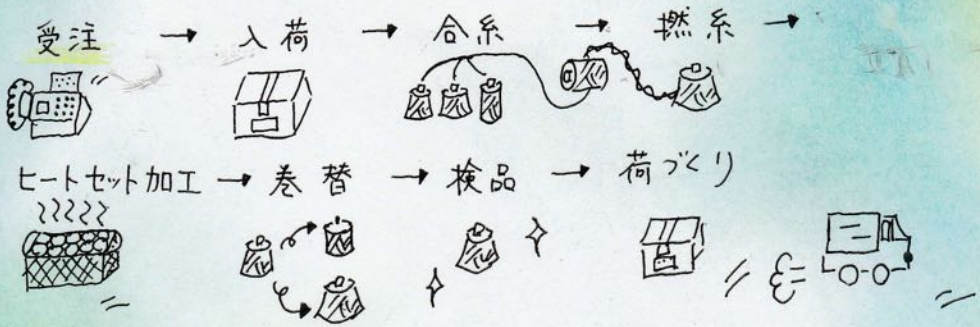 受注 → 入荷 → 合糸 → 撚糸 →
ヒートセット加工 → 巻替 → 検品 → 荷づくり